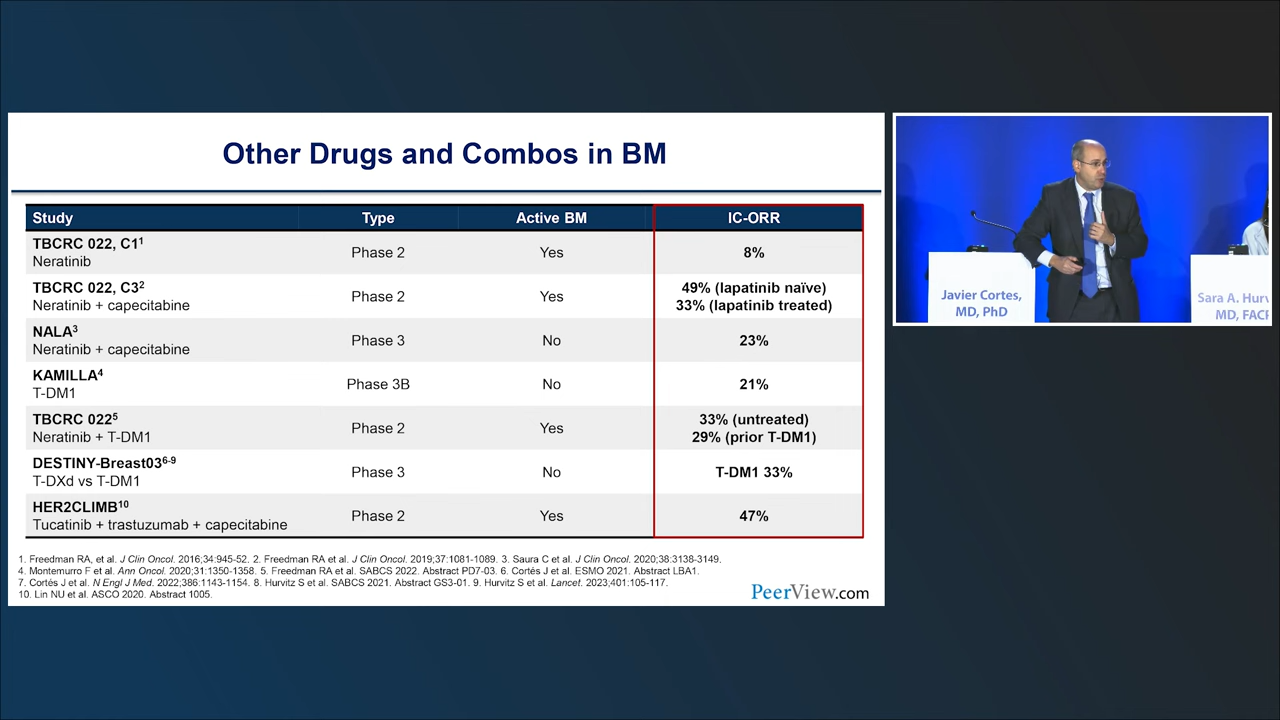 Other Drugs and Combos in BM
Study Type Active BM IC-ORR
TBCRC 022, C1¹
Neratinib
Phase 2 Yes 8%
TBCRC 022, C3²
Neratinib + capecitabine
Phase 2 Yes
49% (lapatinib naïve)
33% (lapatinib treated)
NALA³
Neratinib + capecitabine
Phase 3 No 23%
KAMILLA⁴
T-DM1
Phase 3B No 21%
TBCRC 022⁵
Neratinib + T-DM1
Phase 2 Yes
33% (untreated)
29% (prior T-DM1)
DESTINY-Breast03⁶⁻⁹
T-DXd vs T-DM1
Phase 3 No T-DM1 33%
HER2CLIMB¹⁰
Tucatinib + trastuzumab + capecitabine
Phase 2 Yes 47%
1. Freedman RA, et al. J Clin Oncol. 2016;34:945-52. 2. Freedman RA et al. J Clin Oncol. 2019;37:1081-1089. 3. Saura C et al. J Clin Oncol. 2020;38:3138-3149.
4. Montemurro F et al. Ann Oncol. 2020;31:1350-1358. 5. Freedman RA et al. SABCS 2022. Abstract PD7-03. 6. Cortés J et al. ESMO 2021. Abstract LBA1.
7. Cortés J et al. N Engl J Med. 2022;386:1143-1154. 8. Hurvitz S et al. SABCS 2021. Abstract GS3-01. 9. Hurvitz S et al. Lancet. 2023;401:105-117.
10. Lin NU et al. ASCO 2020. Abstract 1005.
PeerView.com
Javier Cortes,
MD, PhD
Sara A. Hurv
MD, FACP